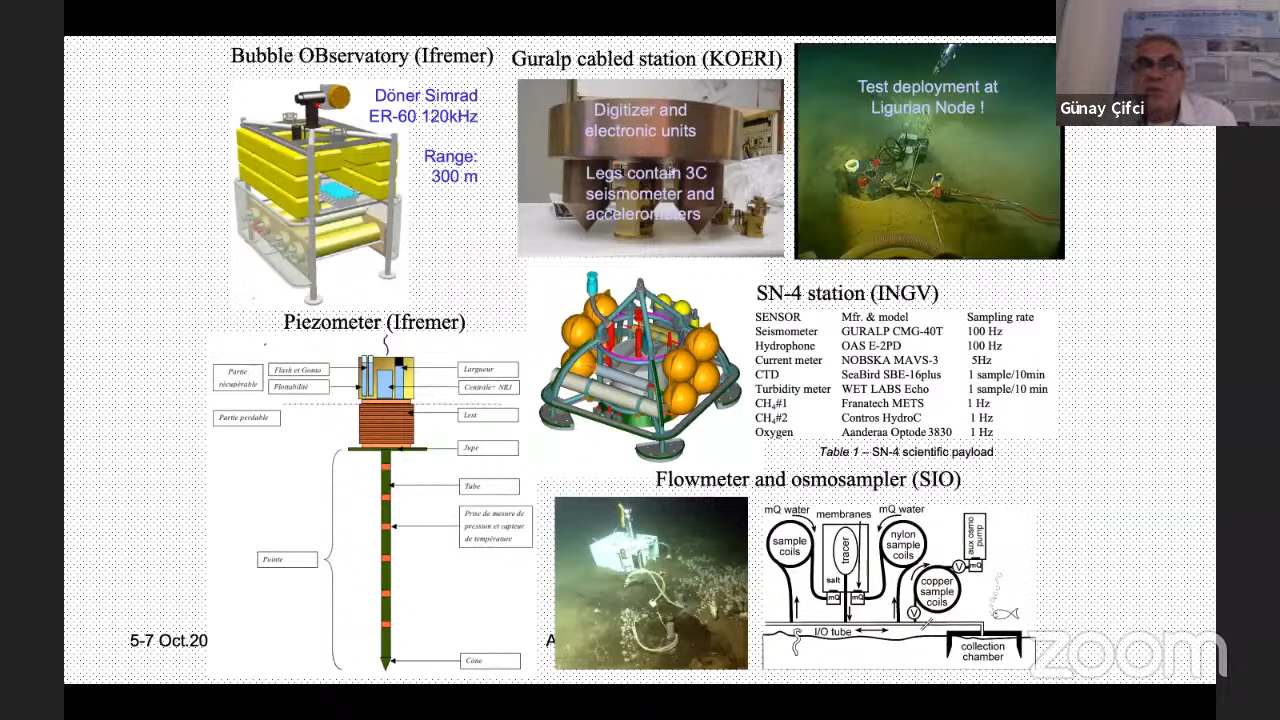 Bubble OBservatory (Ifremer)
Döner Simrad
ER-60 120kHz
Range:
300 m
Guralp cabled station (KOERI)
Digitizer and
electronic units
Legs contain 3C
seismometer and
accelerometers
Test deployment at
Ligurian Node !
Günay Çifci
Piezometer (Ifremer)
Partie
récupérable
Flash et Gonio
Flottabilité
Largueur
Centrale+ NRJ
Partie perdable
Lest
Jupe
Tube
Prise de mesure de
pression et capteur
de température
Pointe
Cône
SN-4 station (INGV)
SENSOR Mfr. & model Sampling rate
Seismometer GURALP CMG-40T 100 Hz
Hydrophone OAS E-2PD 100 Hz
Current meter NOBSKA MAVS-3 5Hz
CTD SeaBird SBE-16plus 1 sample/10min
Turbidity meter WET LABS Echo 1 sample/10 min
CH4#1 Franatech METS 1 Hz
CH4#2 Contros HydroC 1 Hz
Oxygen Aanderaa Optode 3830 1 Hz
Table 1 – SN-4 scientific payload
Flowmeter and osmosampler (SIO)
mQ water
membranes
mQ water
sample
coils
tracer
nylon
sample
coils
aux osmo
pump
salt
mQ
mQ
V
mQ
copper
sample
coils
V
I/O tube
collection
chamber
5-7 Oct.20
A
zoom